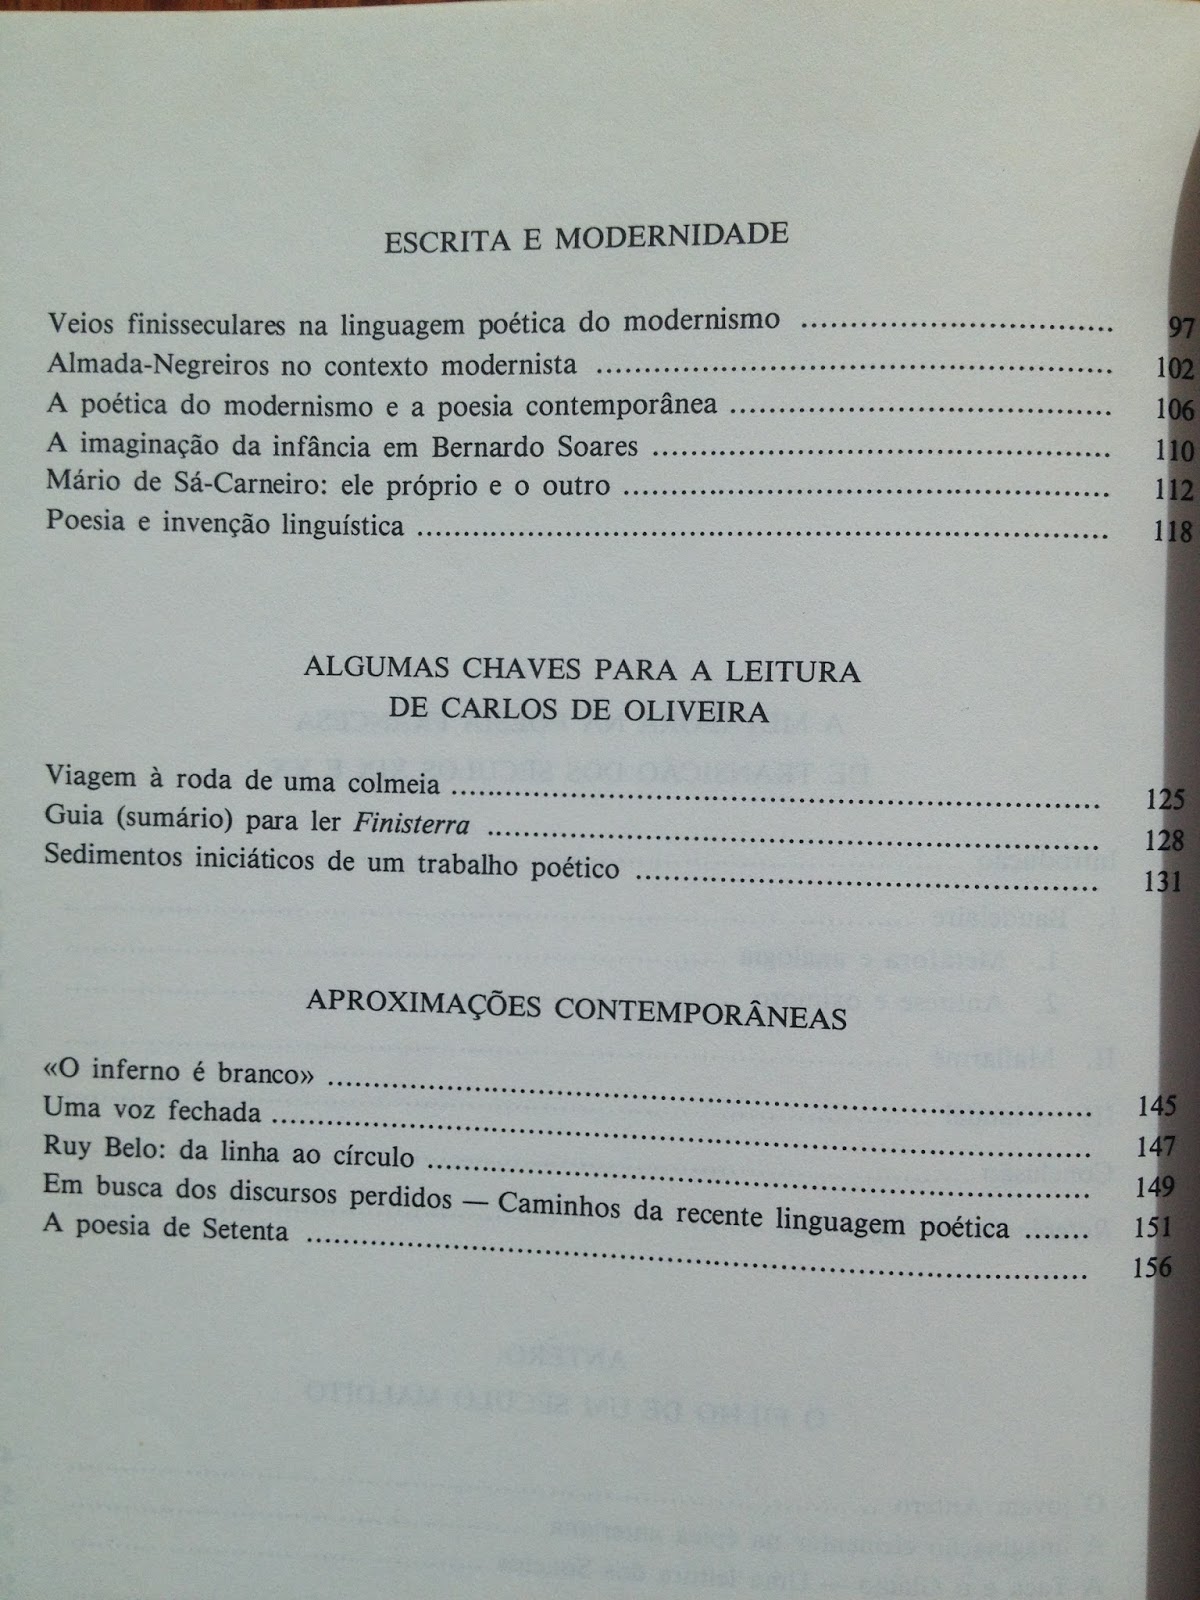 ESCRITA E MODERNIDADE
Veios finisseculares na linguagem poética do modernismo ................................. 97
Almada-Negreiros no contexto modernista ................................................. 102
A poética do modernismo e a poesia contemporânea ..................................... 106
A imaginação da infância em Bernardo Soares ............................................ 110
Mário de Sá-Carneiro: ele próprio e o outro ............................................... 112
Poesia e invenção linguística ..................................................................... 118
ALGUMAS CHAVES PARA A LEITURA
DE CARLOS DE OLIVEIRA
Viagem à roda de uma colmeia ................................................................. 125
Guia (sumário) para ler Finisterra .............................................................. 128
Sedimentos iniciáticos de um trabalho poético .............................................. 131
APROXIMAÇÕES CONTEMPORÂNEAS
«O inferno é branco» .............................................................................. 145
Uma voz fechada ................................................................................... 147
Ruy Belo: da linha ao círculo .................................................................... 149
Em busca dos discursos perdidos — Caminhos da recente linguagem poética ....... 151
A poesia de Setenta ................................................................................ 156